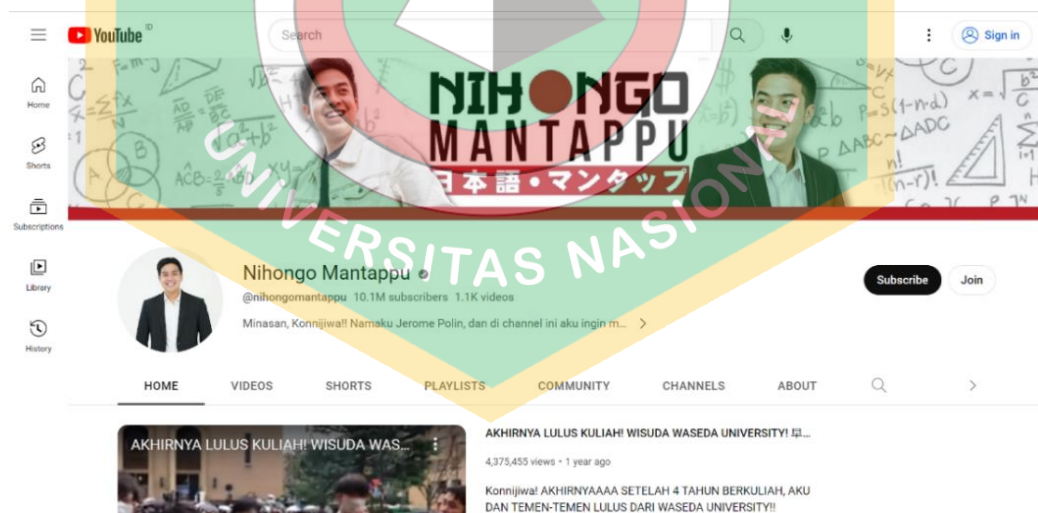 YouTube ID
Search
Sign in
Home
Shorts
Subscriptions
Library
History
NIHONGO
MANTAPPU
日本語・マンタップ
UNIVERSITAS NASIONAL
Nihongo Mantappu
@nihongomantappu 10.1M subscribers 1.1K videos
Minasan, Konnijiwa!! Namaku Jerome Polin, dan di channel ini aku ingin m...
Subscribe
Join
HOME VIDEOS SHORTS PLAYLISTS COMMUNITY CHANNELS ABOUT
AKHIRNYA LULUS KULIAH! WISUDA WAS...
AKHIRNYA LULUS KULIAH! WISUDA WASEDA UNIVERSITY! 早...
4,375,455 views • 1 year ago
Konnijiwa! AKHIRNYAAAA SETELAH 4 TAHUN BERKULIAH, AKU
DAN TEMEN-TEMEN LULUS DARI WASEDA UNIVERSITY!!